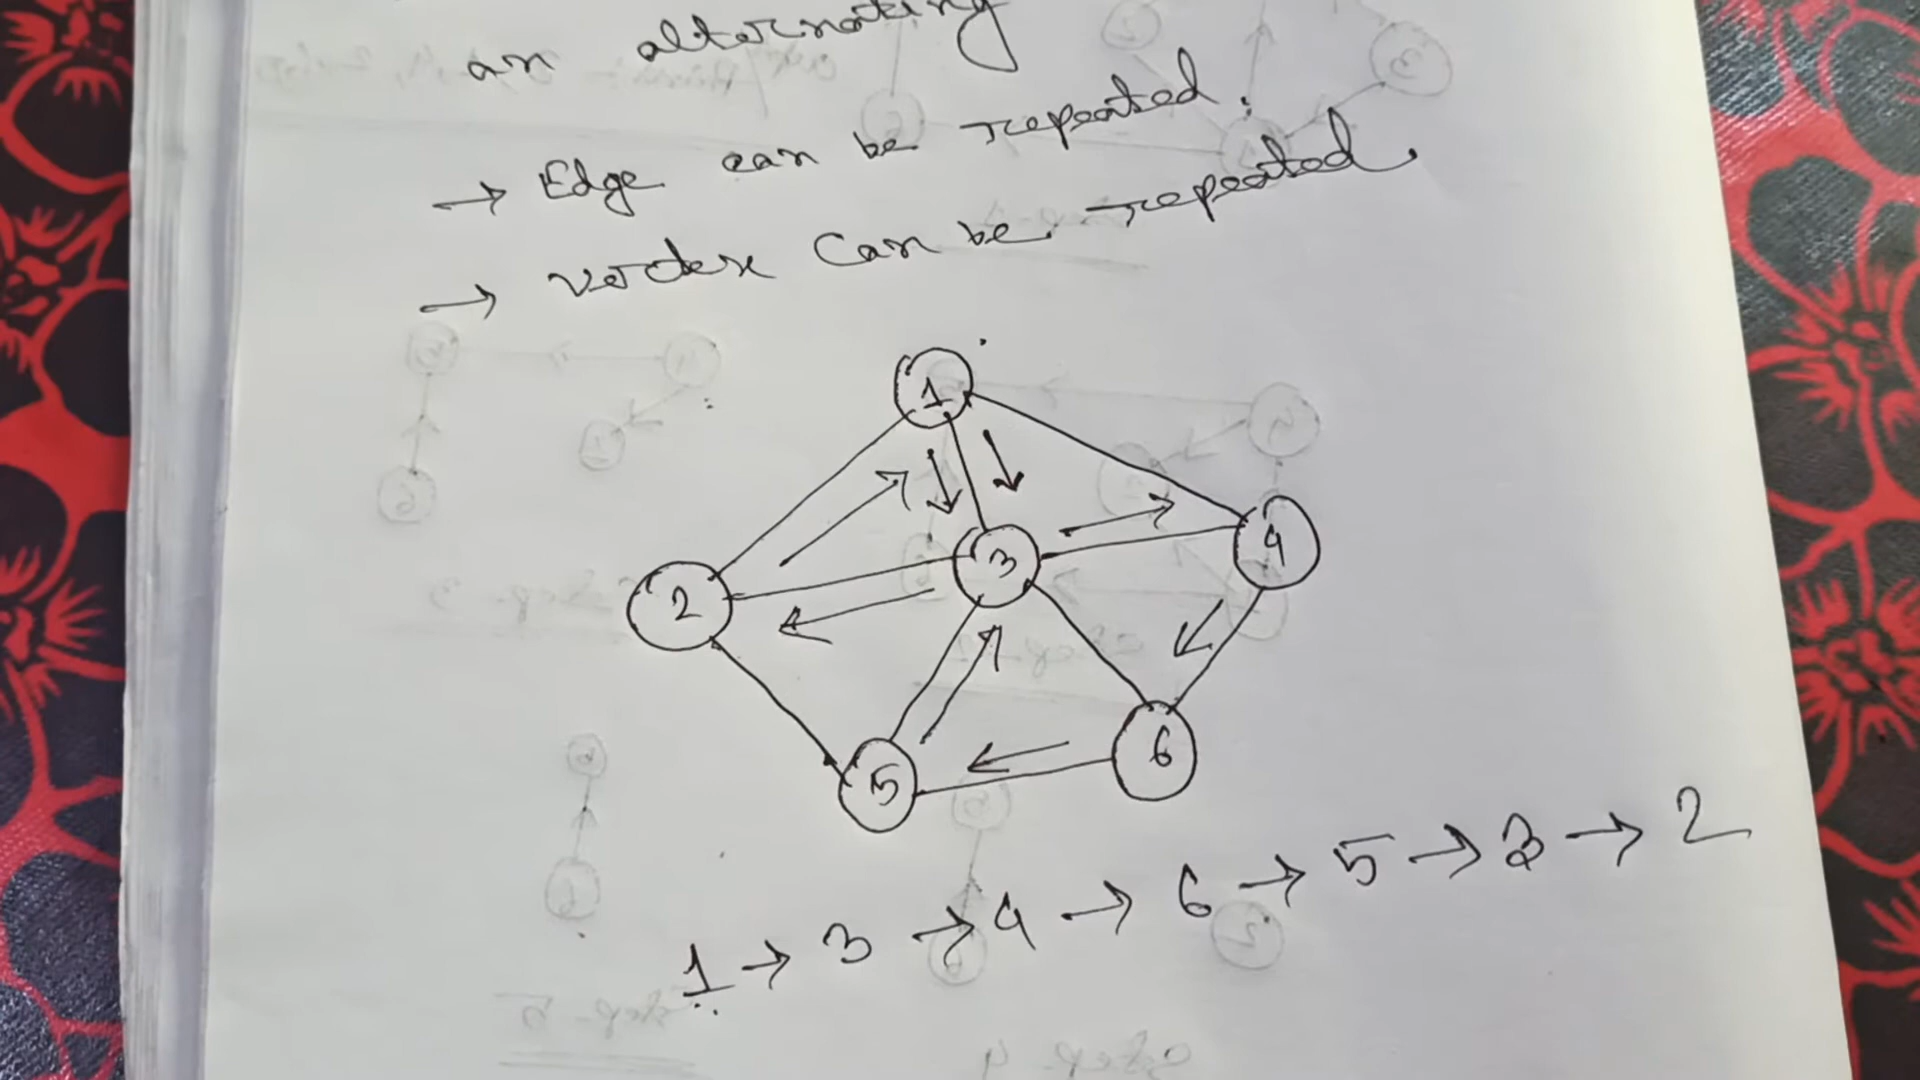 an alternating
→ Edge can be repeated.
→ vertex can be repeated.
1
2
3
4
5
6
1 → 3 → 4 → 6 → 5 → 3 → 2